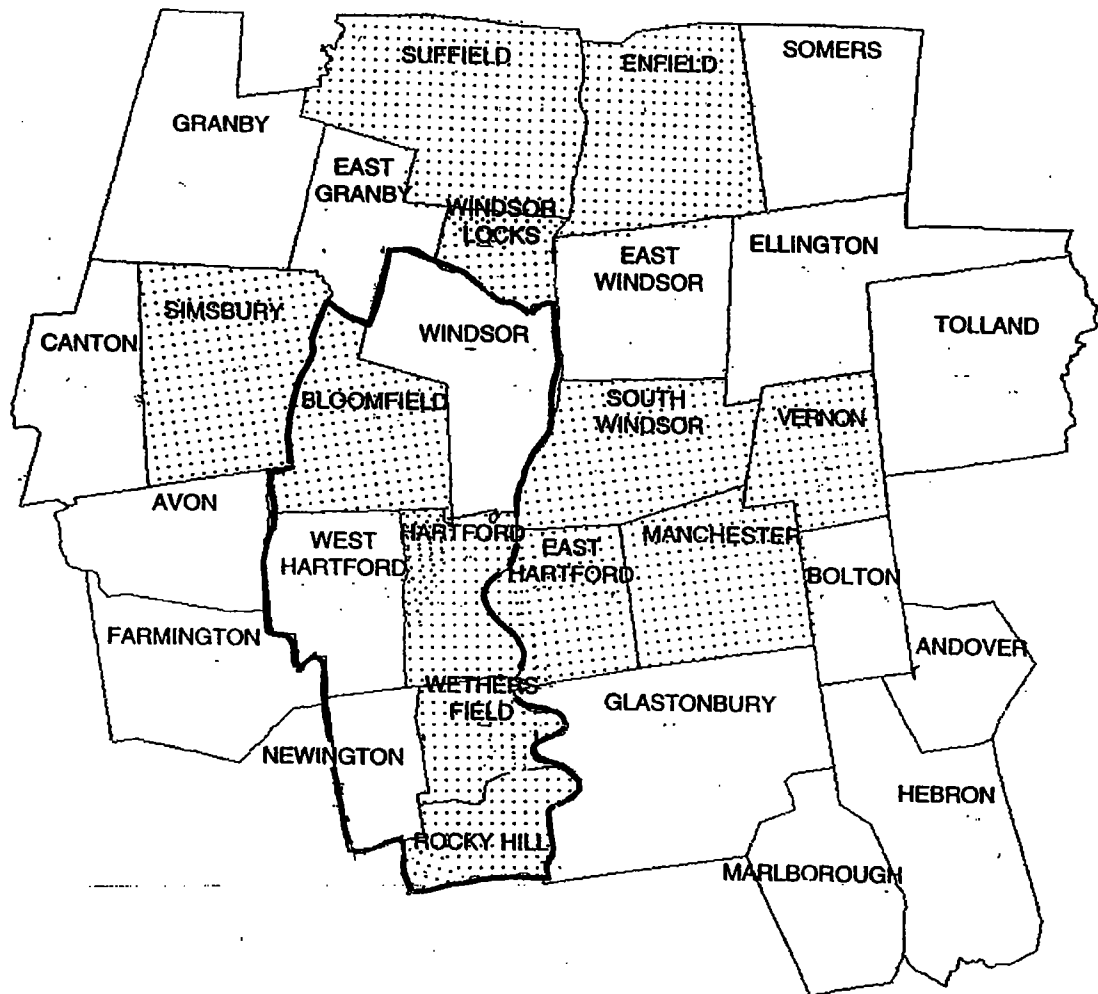 SUFFIELD
ENFIELD
SOMERS
GRANBY
EAST
GRANBY
WINDSOR
LOCKS
EAST
WINDSOR
ELLINGTON
SIMSBURY
CANTON
WINDSOR
TOLLAND
BLOOMFIELD
SOUTH
WINDSOR
VERNON
AVON
WEST
HARTFORD
HARTFORD
EAST
HARTFORD
MANCHESTER
BOLTON
FARMINGTON
ANDOVER
WETHERS
FIELD
GLASTONBURY
NEWINGTON
HEBRON
ROCKY HILL
MARLBOROUGH